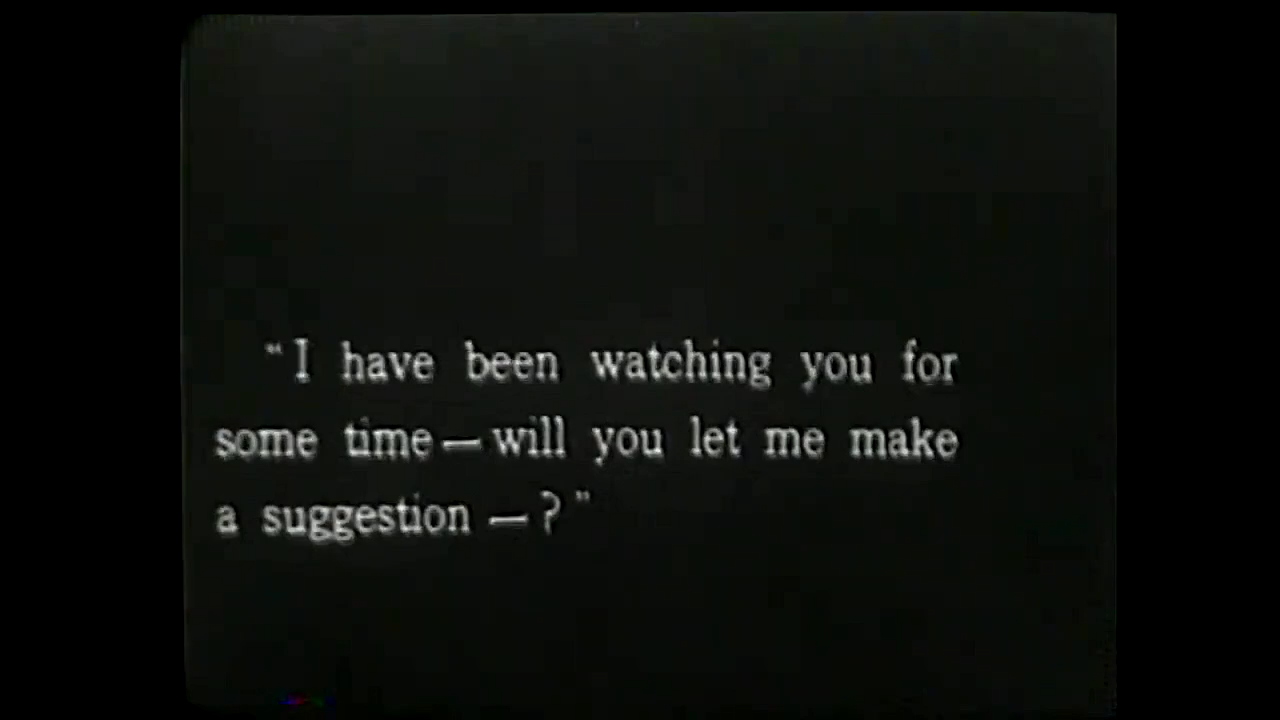 “I have been watching you for
some time—will you let me make
a suggestion—?”